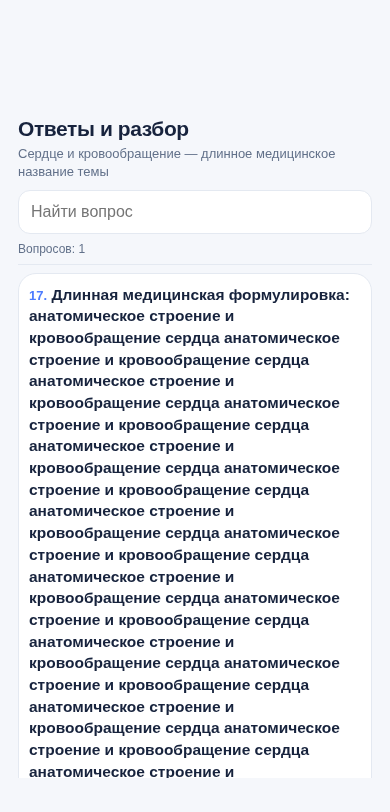 Ответы и разбор
Сердце и кровообращение — длинное медицинское
название темы
Найти вопрос
Вопросов: 1
17. Длинная медицинская формулировка:
анатомическое строение и
кровообращение сердца анатомическое
строение и кровообращение сердца
анатомическое строение и
кровообращение сердца анатомическое
строение и кровообращение сердца
анатомическое строение и
кровообращение сердца анатомическое
строение и кровообращение сердца
анатомическое строение и
кровообращение сердца анатомическое
строение и кровообращение сердца
анатомическое строение и
кровообращение сердца анатомическое
строение и кровообращение сердца
анатомическое строение и
кровообращение сердца анатомическое
строение и кровообращение сердца
анатомическое строение и
кровообращение сердца анатомическое
строение и кровообращение сердца
анатомическое строение и